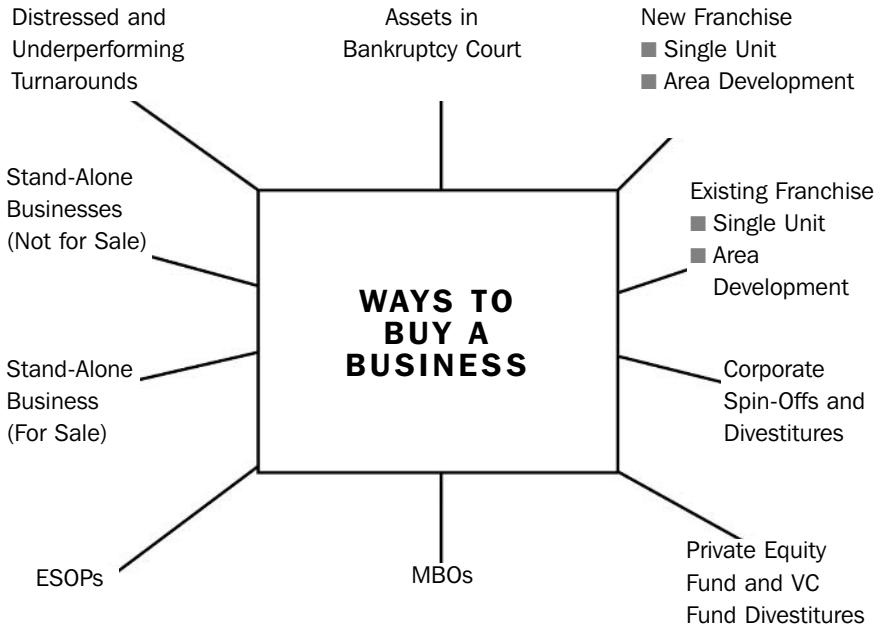 Distressed and
Underperforming
Turnarounds
Assets in
Bankruptcy Court
New Franchise
■ Single Unit
■ Area Development
Stand-Alone
Businesses
(Not for Sale)
Existing Franchise
■ Single Unit
■ Area
Development
WAYS TO
BUY A
BUSINESS
Stand-Alone
Business
(For Sale)
Corporate
Spin-Offs and
Divestitures
ESOPs
MBOs
Private Equity
Fund and VC
Fund Divestitures